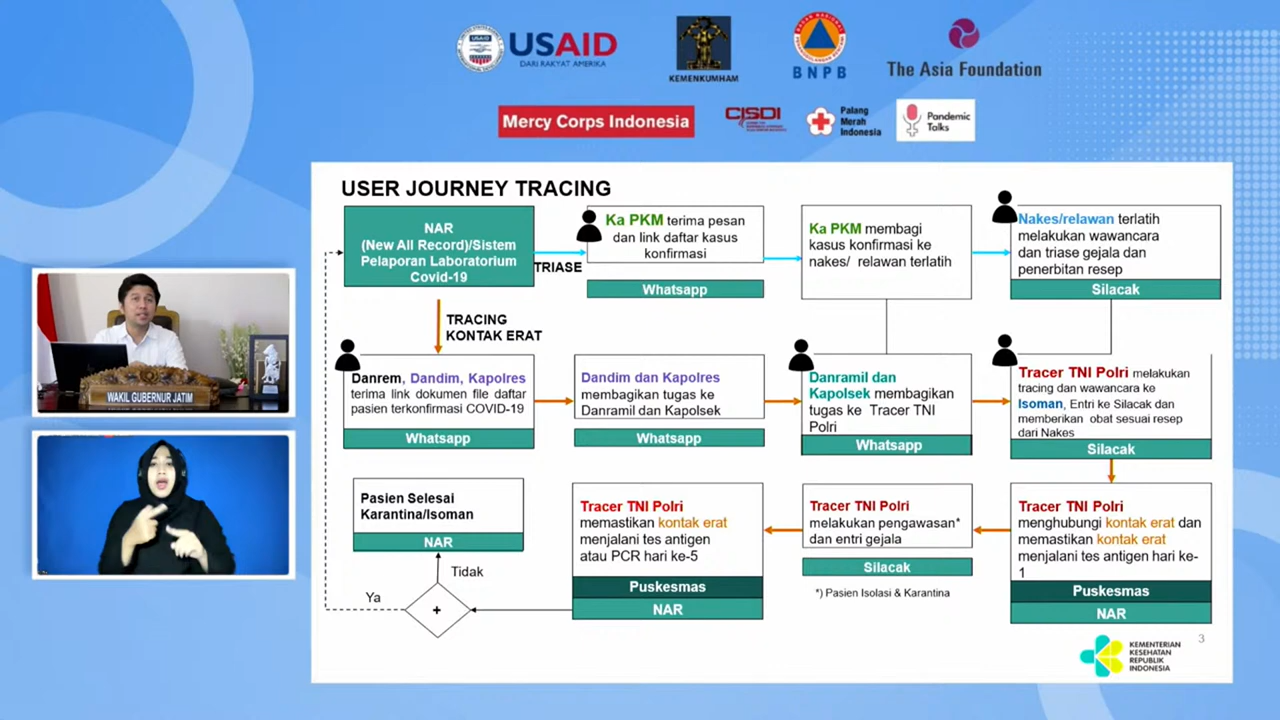 USAID
DARI RAKYAT AMERIKA
KEMENKUMHAM
BNPB
The Asia Foundation
Mercy Corps Indonesia
CISDI
Palang
Merah
Indonesia
Pandemic
Talks
USER JOURNEY TRACING
NAR
(New All Record)/Sistem
Pelaporan Laboratorium
Covid-19
TRIASE
Ka PKM terima pesan
dan link daftar kasus
konfirmasi
Whatsapp
Ka PKM membagi
kasus konfirmasi ke
nakes/ relawan terlatih
Nakes/relawan terlatih
melakukan wawancara
dan triase gejala dan
penerbitan resep
Silacak
TRACING
KONTAK ERAT
Danrem, Dandim, Kapolres
terima link dokumen file daftar
pasien terkonfirmasi COVID-19
Whatsapp
Dandim dan Kapolres
membagikan tugas ke
Danramil dan Kapolsek
Whatsapp
Danramil dan
Kapolsek membagikan
tugas ke Tracer TNI
Polri
Whatsapp
Tracer TNI Polri melakukan
tracing dan wawancara ke
Isoman, Entri ke Silacak dan
memberikan obat sesuai resep
dari Nakes
Silacak
Pasien Selesai
Karantina/Isoman
NAR
Tidak
Ya
+
Tracer TNI Polri
memastikan kontak erat
menjalani tes antigen
atau PCR hari ke-5
Puskesmas
NAR
Tracer TNI Polri
melakukan pengawasan*
dan entri gejala
Silacak
*) Pasien Isolasi & Karantina
Tracer TNI Polri
menghubungi kontak erat dan
memastikan kontak erat
menjalani tes antigen hari ke-
1
Puskesmas
NAR
3
KEMENTERIAN
KESEHATAN
REPUBLIK
INDONESIA
WAKIL GUBERNUR JATIM